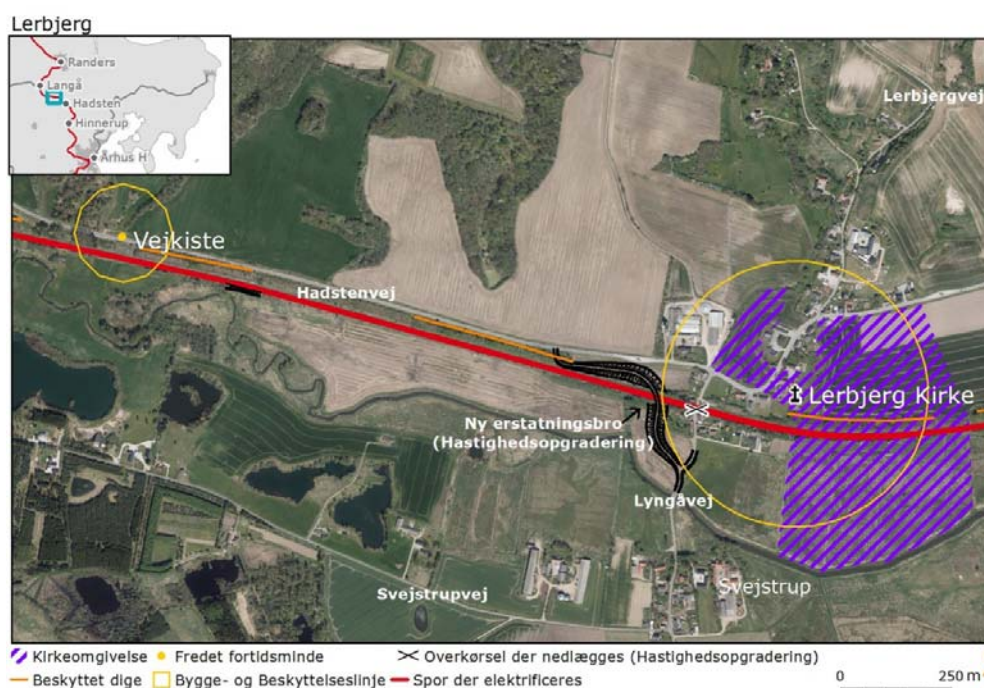 Lerbjerg
Randers
Langå
Hadsten
Hinnerup
Århus H
Lerbjergvej
Vejkiste
Hadstenvej
Lerbjerg Kirke
Ny erstatningsbro
(Hastighedsopgradering)
Lyngåvej
Svejstrup
Svejstrupvej
Kirkeomgivelse Fredet fortidsminde Overkørsel der nedlægges (Hastighedsopgradering)
Beskyttet dige Bygge- og Beskyttelseslinje Spor der elektrificeres 0 250 m